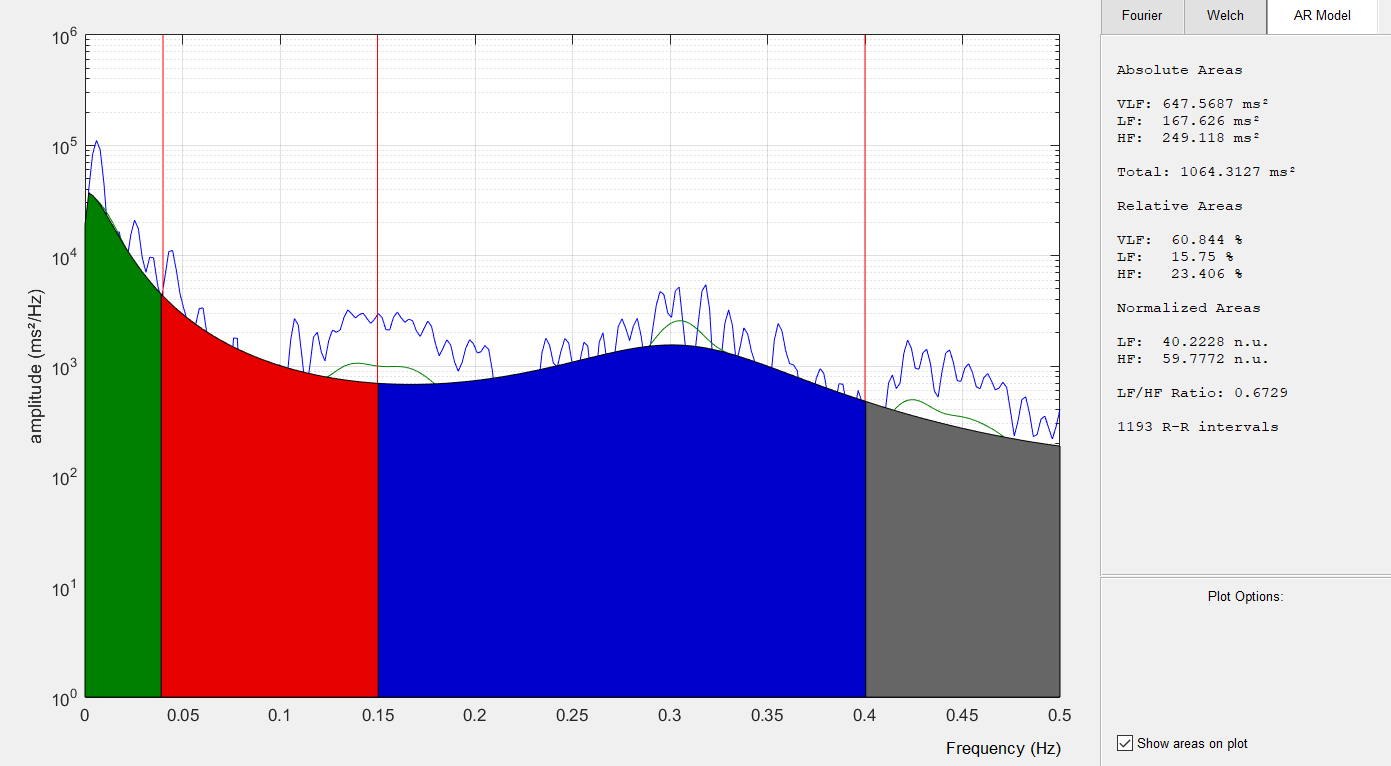 Fourier Welch AR Model
Absolute Areas
VLF: 647.5687 ms²
LF: 167.626 ms²
HF: 249.118 ms²
Total: 1064.3127 ms²
Relative Areas
VLF: 60.844 %
LF: 15.75 %
HF: 23.406 %
Normalized Areas
LF: 40.2228 n.u.
HF: 59.7772 n.u.
LF/HF Ratio: 0.6729
1193 R-R intervals
Plot Options:
Show areas on plot
amplitude (ms²/Hz)
10⁶
10⁵
10⁴
10³
10²
10¹
10⁰
0 0.05 0.1 0.15 0.2 0.25 0.3 0.35 0.4 0.45 0.5
Frequency (Hz)